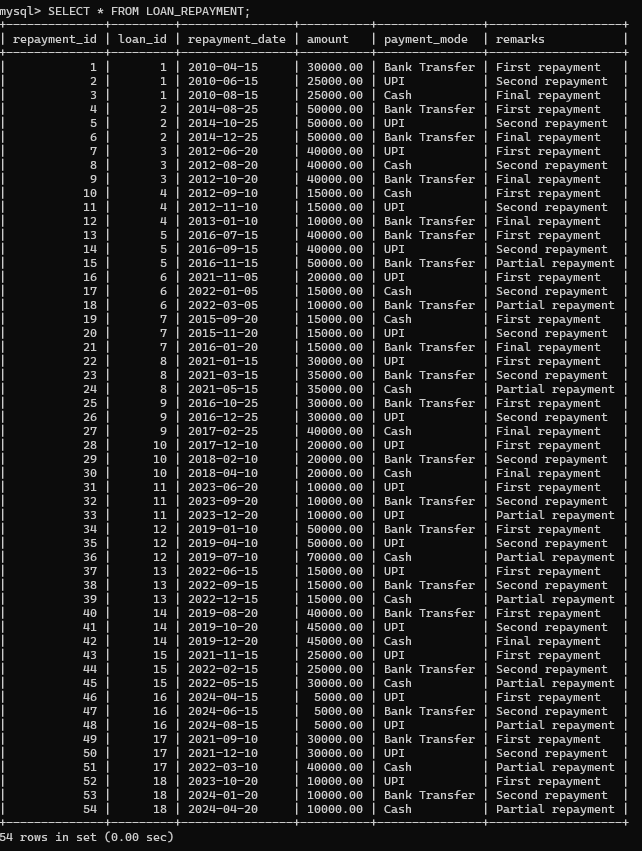 mysql> SELECT * FROM LOAN_REPAYMENT;
| repayment_id | loan_id | repayment_date | amount | payment_mode | remarks |
| 1 | 1 | 2010-04-15 | 30000.00 | Bank Transfer | First repayment |
| 2 | 1 | 2010-06-15 | 25000.00 | UPI | Second repayment |
| 3 | 1 | 2010-08-15 | 25000.00 | Cash | Final repayment |
| 4 | 2 | 2014-08-25 | 50000.00 | Bank Transfer | First repayment |
| 5 | 2 | 2014-10-25 | 50000.00 | UPI | Second repayment |
| 6 | 2 | 2014-12-25 | 50000.00 | Bank Transfer | Final repayment |
| 7 | 3 | 2012-06-20 | 40000.00 | UPI | First repayment |
| 8 | 3 | 2012-08-20 | 40000.00 | Cash | Second repayment |
| 9 | 3 | 2012-10-20 | 40000.00 | Bank Transfer | Final repayment |
| 10 | 4 | 2012-09-10 | 15000.00 | Cash | First repayment |
| 11 | 4 | 2012-11-10 | 15000.00 | UPI | Second repayment |
| 12 | 4 | 2013-01-10 | 10000.00 | Bank Transfer | Final repayment |
| 13 | 5 | 2016-07-15 | 40000.00 | Bank Transfer | First repayment |
| 14 | 5 | 2016-09-15 | 40000.00 | UPI | Second repayment |
| 15 | 5 | 2016-11-15 | 50000.00 | Bank Transfer | Partial repayment |
| 16 | 6 | 2021-11-05 | 20000.00 | UPI | First repayment |
| 17 | 6 | 2022-01-05 | 15000.00 | Cash | Second repayment |
| 18 | 6 | 2022-03-05 | 10000.00 | Bank Transfer | Partial repayment |
| 19 | 7 | 2015-09-20 | 15000.00 | Cash | First repayment |
| 20 | 7 | 2015-11-20 | 15000.00 | UPI | Second repayment |
| 21 | 7 | 2016-01-20 | 15000.00 | Bank Transfer | Final repayment |
| 22 | 8 | 2021-01-15 | 30000.00 | UPI | First repayment |
| 23 | 8 | 2021-03-15 | 35000.00 | Bank Transfer | Second repayment |
| 24 | 8 | 2021-05-15 | 35000.00 | Cash | Partial repayment |
| 25 | 9 | 2016-10-25 | 30000.00 | Bank Transfer | First repayment |
| 26 | 9 | 2016-12-25 | 30000.00 | UPI | Second repayment |
| 27 | 9 | 2017-02-25 | 40000.00 | Cash | Final repayment |
| 28 | 10 | 2017-12-10 | 20000.00 | UPI | First repayment |
| 29 | 10 | 2018-02-10 | 20000.00 | Bank Transfer | Second repayment |
| 30 | 10 | 2018-04-10 | 20000.00 | Cash | Final repayment |
| 31 | 11 | 2023-06-20 | 10000.00 | UPI | First repayment |
| 32 | 11 | 2023-09-20 | 10000.00 | Bank Transfer | Second repayment |
| 33 | 11 | 2023-12-20 | 10000.00 | UPI | Partial repayment |
| 34 | 12 | 2019-01-10 | 50000.00 | Bank Transfer | First repayment |
| 35 | 12 | 2019-04-10 | 50000.00 | UPI | Second repayment |
| 36 | 12 | 2019-07-10 | 70000.00 | Cash | Partial repayment |
| 37 | 13 | 2022-06-15 | 15000.00 | UPI | First repayment |
| 38 | 13 | 2022-09-15 | 15000.00 | Bank Transfer | Second repayment |
| 39 | 13 | 2022-12-15 | 15000.00 | Cash | Partial repayment |
| 40 | 14 | 2019-08-20 | 40000.00 | Bank Transfer | First repayment |
| 41 | 14 | 2019-10-20 | 45000.00 | UPI | Second repayment |
| 42 | 14 | 2019-12-20 | 45000.00 | Cash | Final repayment |
| 43 | 15 | 2021-11-15 | 25000.00 | UPI | First repayment |
| 44 | 15 | 2022-02-15 | 25000.00 | Bank Transfer | Second repayment |
| 45 | 15 | 2022-05-15 | 30000.00 | Cash | Partial repayment |
| 46 | 16 | 2024-04-15 | 5000.00 | UPI | First repayment |
| 47 | 16 | 2024-06-15 | 5000.00 | Bank Transfer | Second repayment |
| 48 | 16 | 2024-08-15 | 5000.00 | UPI | Partial repayment |
| 49 | 17 | 2021-09-10 | 30000.00 | Bank Transfer | First repayment |
| 50 | 17 | 2021-12-10 | 30000.00 | UPI | Second repayment |
| 51 | 17 | 2022-03-10 | 40000.00 | Cash | Partial repayment |
| 52 | 18 | 2023-10-20 | 10000.00 | UPI | First repayment |
| 53 | 18 | 2024-01-20 | 10000.00 | Bank Transfer | Second repayment |
| 54 | 18 | 2024-04-20 | 10000.00 | Cash | Partial repayment |
54 rows in set (0.00 sec)